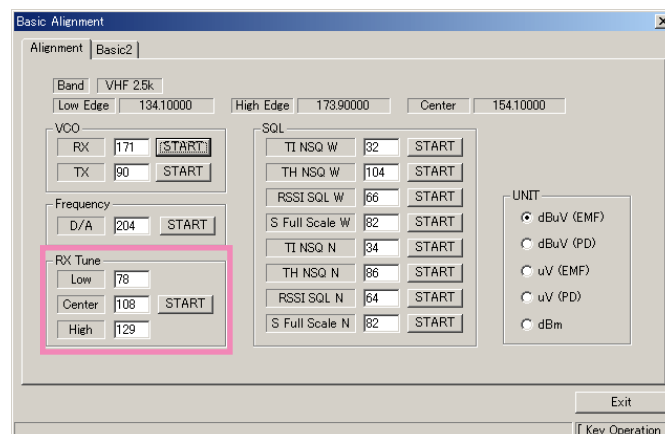 Basic Alignment
Alignment Basic2
Band VHF 2.5k
Low Edge 134.10000 High Edge 173.90000 Center 154.10000
VCO
RX 171 START
TX 90 START
Frequency
D/A 204 START
RX Tune
Low 78
Center 108 START
High 129
SQL
TI NSQ W 32 START
TH NSQ W 104 START
RSSI SQL W 66 START
S Full Scale W 82 START
TI NSQ N 34 START
TH NSQ N 86 START
RSSI SQL N 64 START
S Full Scale N 82 START
UNIT
dBuV (EMF)
dBuV (PD)
uV (EMF)
uV (PD)
dBm
Exit
[ Key Operation